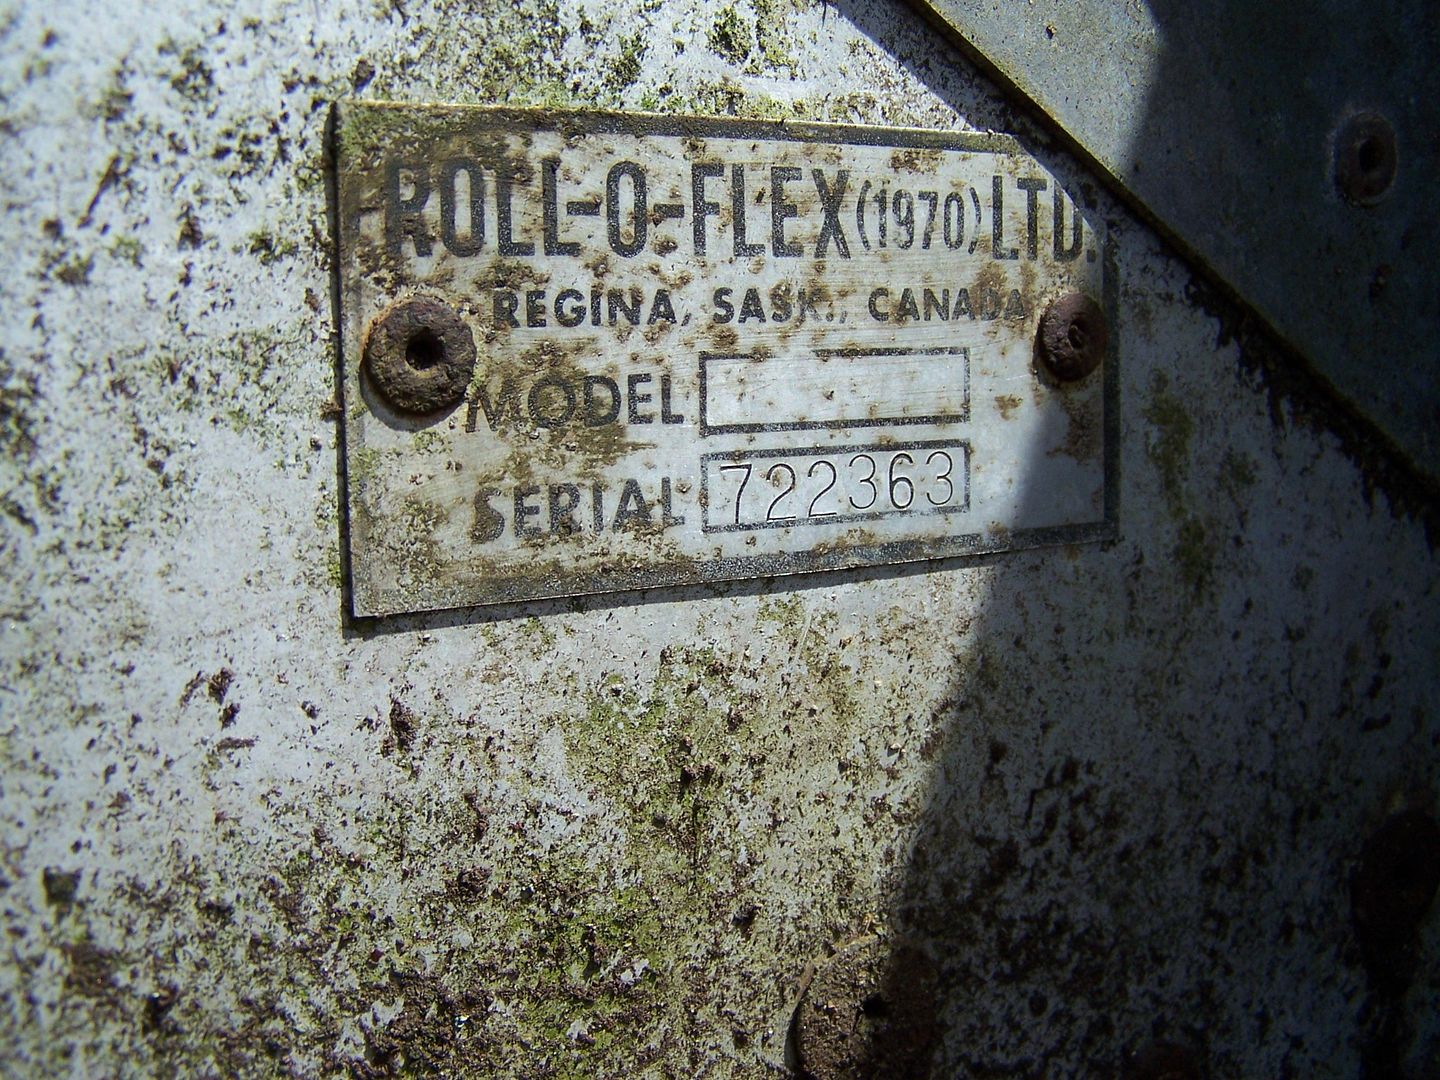 ROLL-O-FLEX (1970) LTD.
REGINA, SASK., CANADA
MODEL
SERIAL 722363